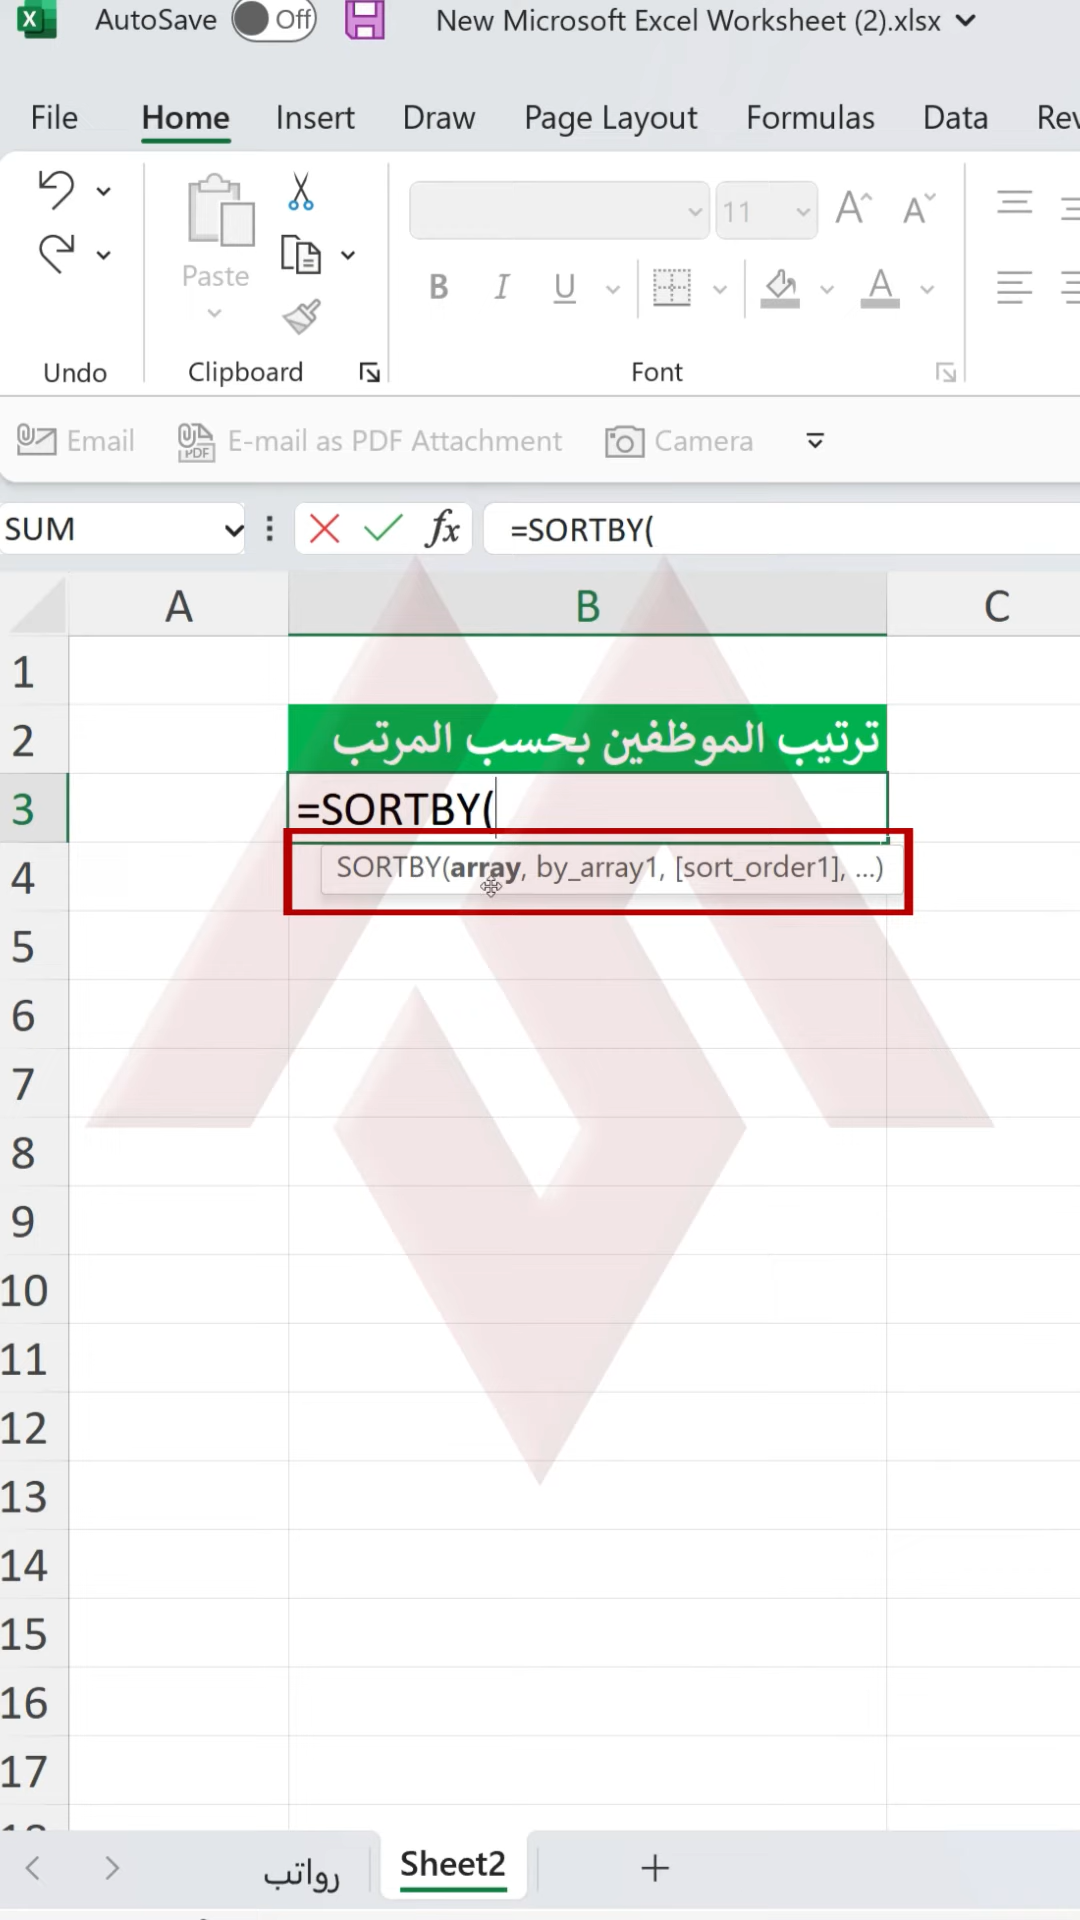 AutoSave Off New Microsoft Excel Worksheet (2).xlsx
File Home Insert Draw Page Layout Formulas Data
11
Paste
B I U A
Undo Clipboard Font
Email E-mail as PDF Attachment Camera
SUM fx =SORTBY(
A B C
1
2 ترتيب الموظفين بحسب المرتب
3 =SORTBY(
4 SORTBY(array, by_array1, [sort_order1], ...)
5
6
7
8
9
10
11
12
13
14
15
16
17
رواتب Sheet2